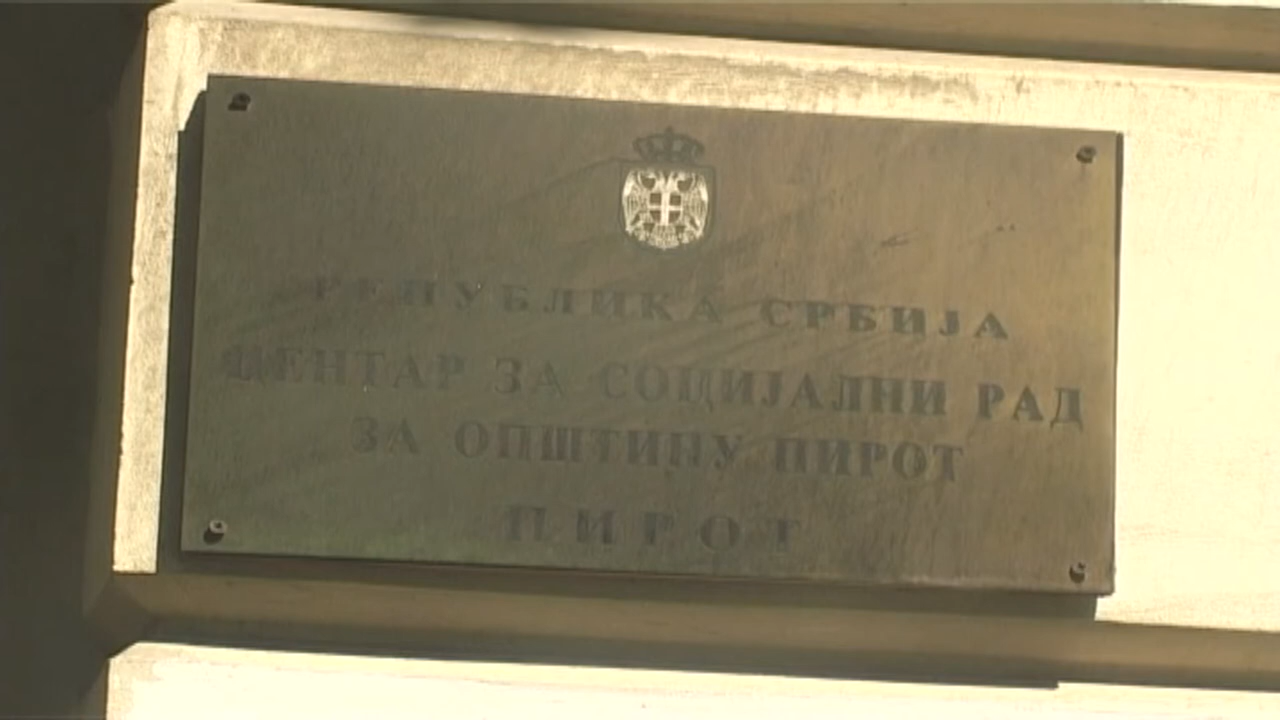 РЕПУБЛИКА СРБИЈА
ЦЕНТАР ЗА СОЦИЈАЛНИ РАД
ЗА ОПШТИНУ ПИРОТ
ПИРОТ